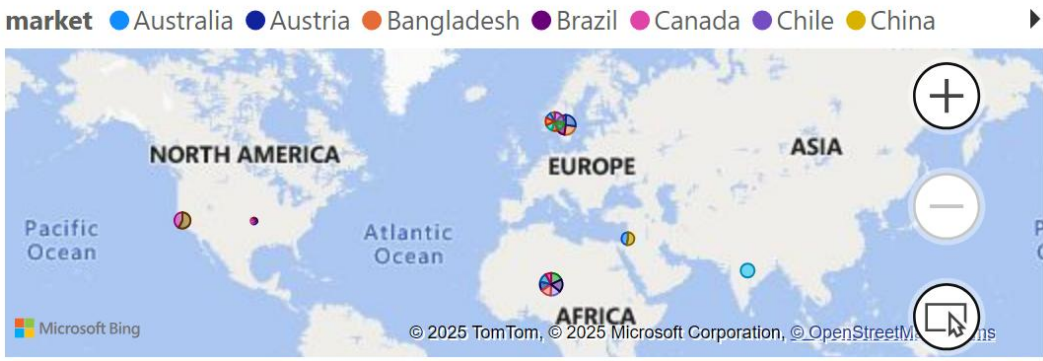 market Australia Austria Bangladesh Brazil Canada Chile China
NORTH AMERICA
EUROPE
ASIA
Pacific
Ocean
Atlantic
Ocean
AFRICA
Microsoft Bing
© 2025 TomTom, © 2025 Microsoft Corporation, © OpenStreetM